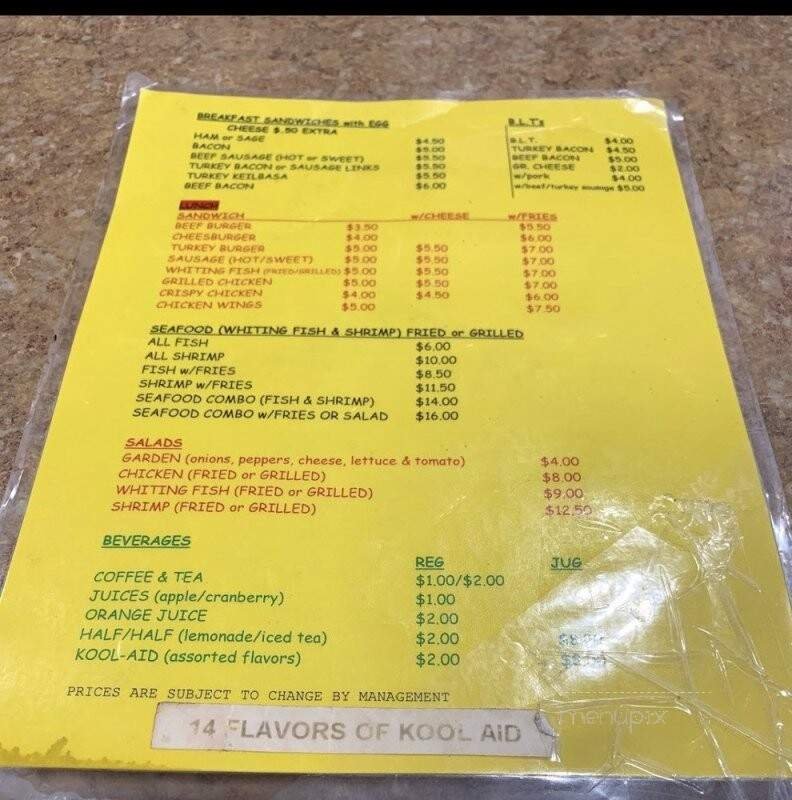 BREAKFAST SANDWICHES with EGG
CHEESE $.50 EXTRA
HAM or SAGE $4.50
BACON $5.00
BEEF SAUSAGE (HOT or SWEET) $5.50
TURKEY BACON or SAUSAGE LINKS $5.50
TURKEY KEILBASA $5.50
BEEF BACON $6.00
B.L.T's
B.L.T. $4.00
TURKEY BACON $4.50
BEEF BACON $5.00
GR. CHEESE $2.00
w/pork $4.00
w/beef/turkey sausage $5.00
LUNCH
SANDWICH w/CHEESE w/FRIES
BEEF BURGER $3.50 $5.50
CHEESBURGER $4.00 $6.00
TURKEY BURGER $5.00 $5.50 $7.00
SAUSAGE (HOT/SWEET) $5.00 $5.50 $7.00
WHITING FISH (FRIED/GRILLED) $5.00 $5.50 $7.00
GRILLED CHICKEN $5.00 $5.50 $7.00
CRISPY CHICKEN $4.00 $4.50 $6.00
CHICKEN WINGS $5.00 $7.50
SEAFOOD (WHITING FISH & SHRIMP) FRIED or GRILLED
ALL FISH $6.00
ALL SHRIMP $10.00
FISH w/FRIES $8.50
SHRIMP w/FRIES $11.50
SEAFOOD COMBO (FISH & SHRIMP) $14.00
SEAFOOD COMBO w/FRIES OR SALAD $16.00
SALADS
GARDEN (onions, peppers, cheese, lettuce & tomato) $4.00
CHICKEN (FRIED or GRILLED) $8.00
WHITING FISH (FRIED or GRILLED) $9.00
SHRIMP (FRIED or GRILLED) $12.50
BEVERAGES
REG JUG
COFFEE & TEA $1.00/$2.00
JUICES (apple/cranberry) $1.00
ORANGE JUICE $2.00
HALF/HALF (lemonade/iced tea) $2.00
KOOL-AID (assorted flavors) $2.00
PRICES ARE SUBJECT TO CHANGE BY MANAGEMENT
14 FLAVORS OF KOOL AID
menupix